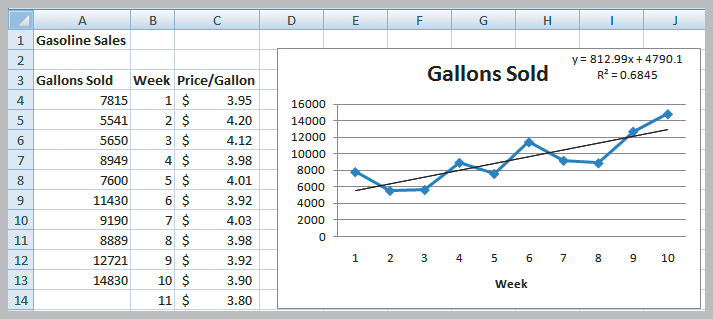 A B C D E F G H I J
1 Gasoline Sales
2
3 Gallons Sold Week Price/Gallon
4 7815 1 $ 3.95
5 5541 2 $ 4.20
6 5650 3 $ 4.12
7 8949 4 $ 3.98
8 7600 5 $ 4.01
9 11430 6 $ 3.92
10 9190 7 $ 4.03
11 8889 8 $ 3.98
12 12721 9 $ 3.92
13 14830 10 $ 3.90
14 11 $ 3.80
Gallons Sold
y = 812.99x + 4790.1
R² = 0.6845
16000
14000
12000
10000
8000
6000
4000
2000
0
1 2 3 4 5 6 7 8 9 10
Week